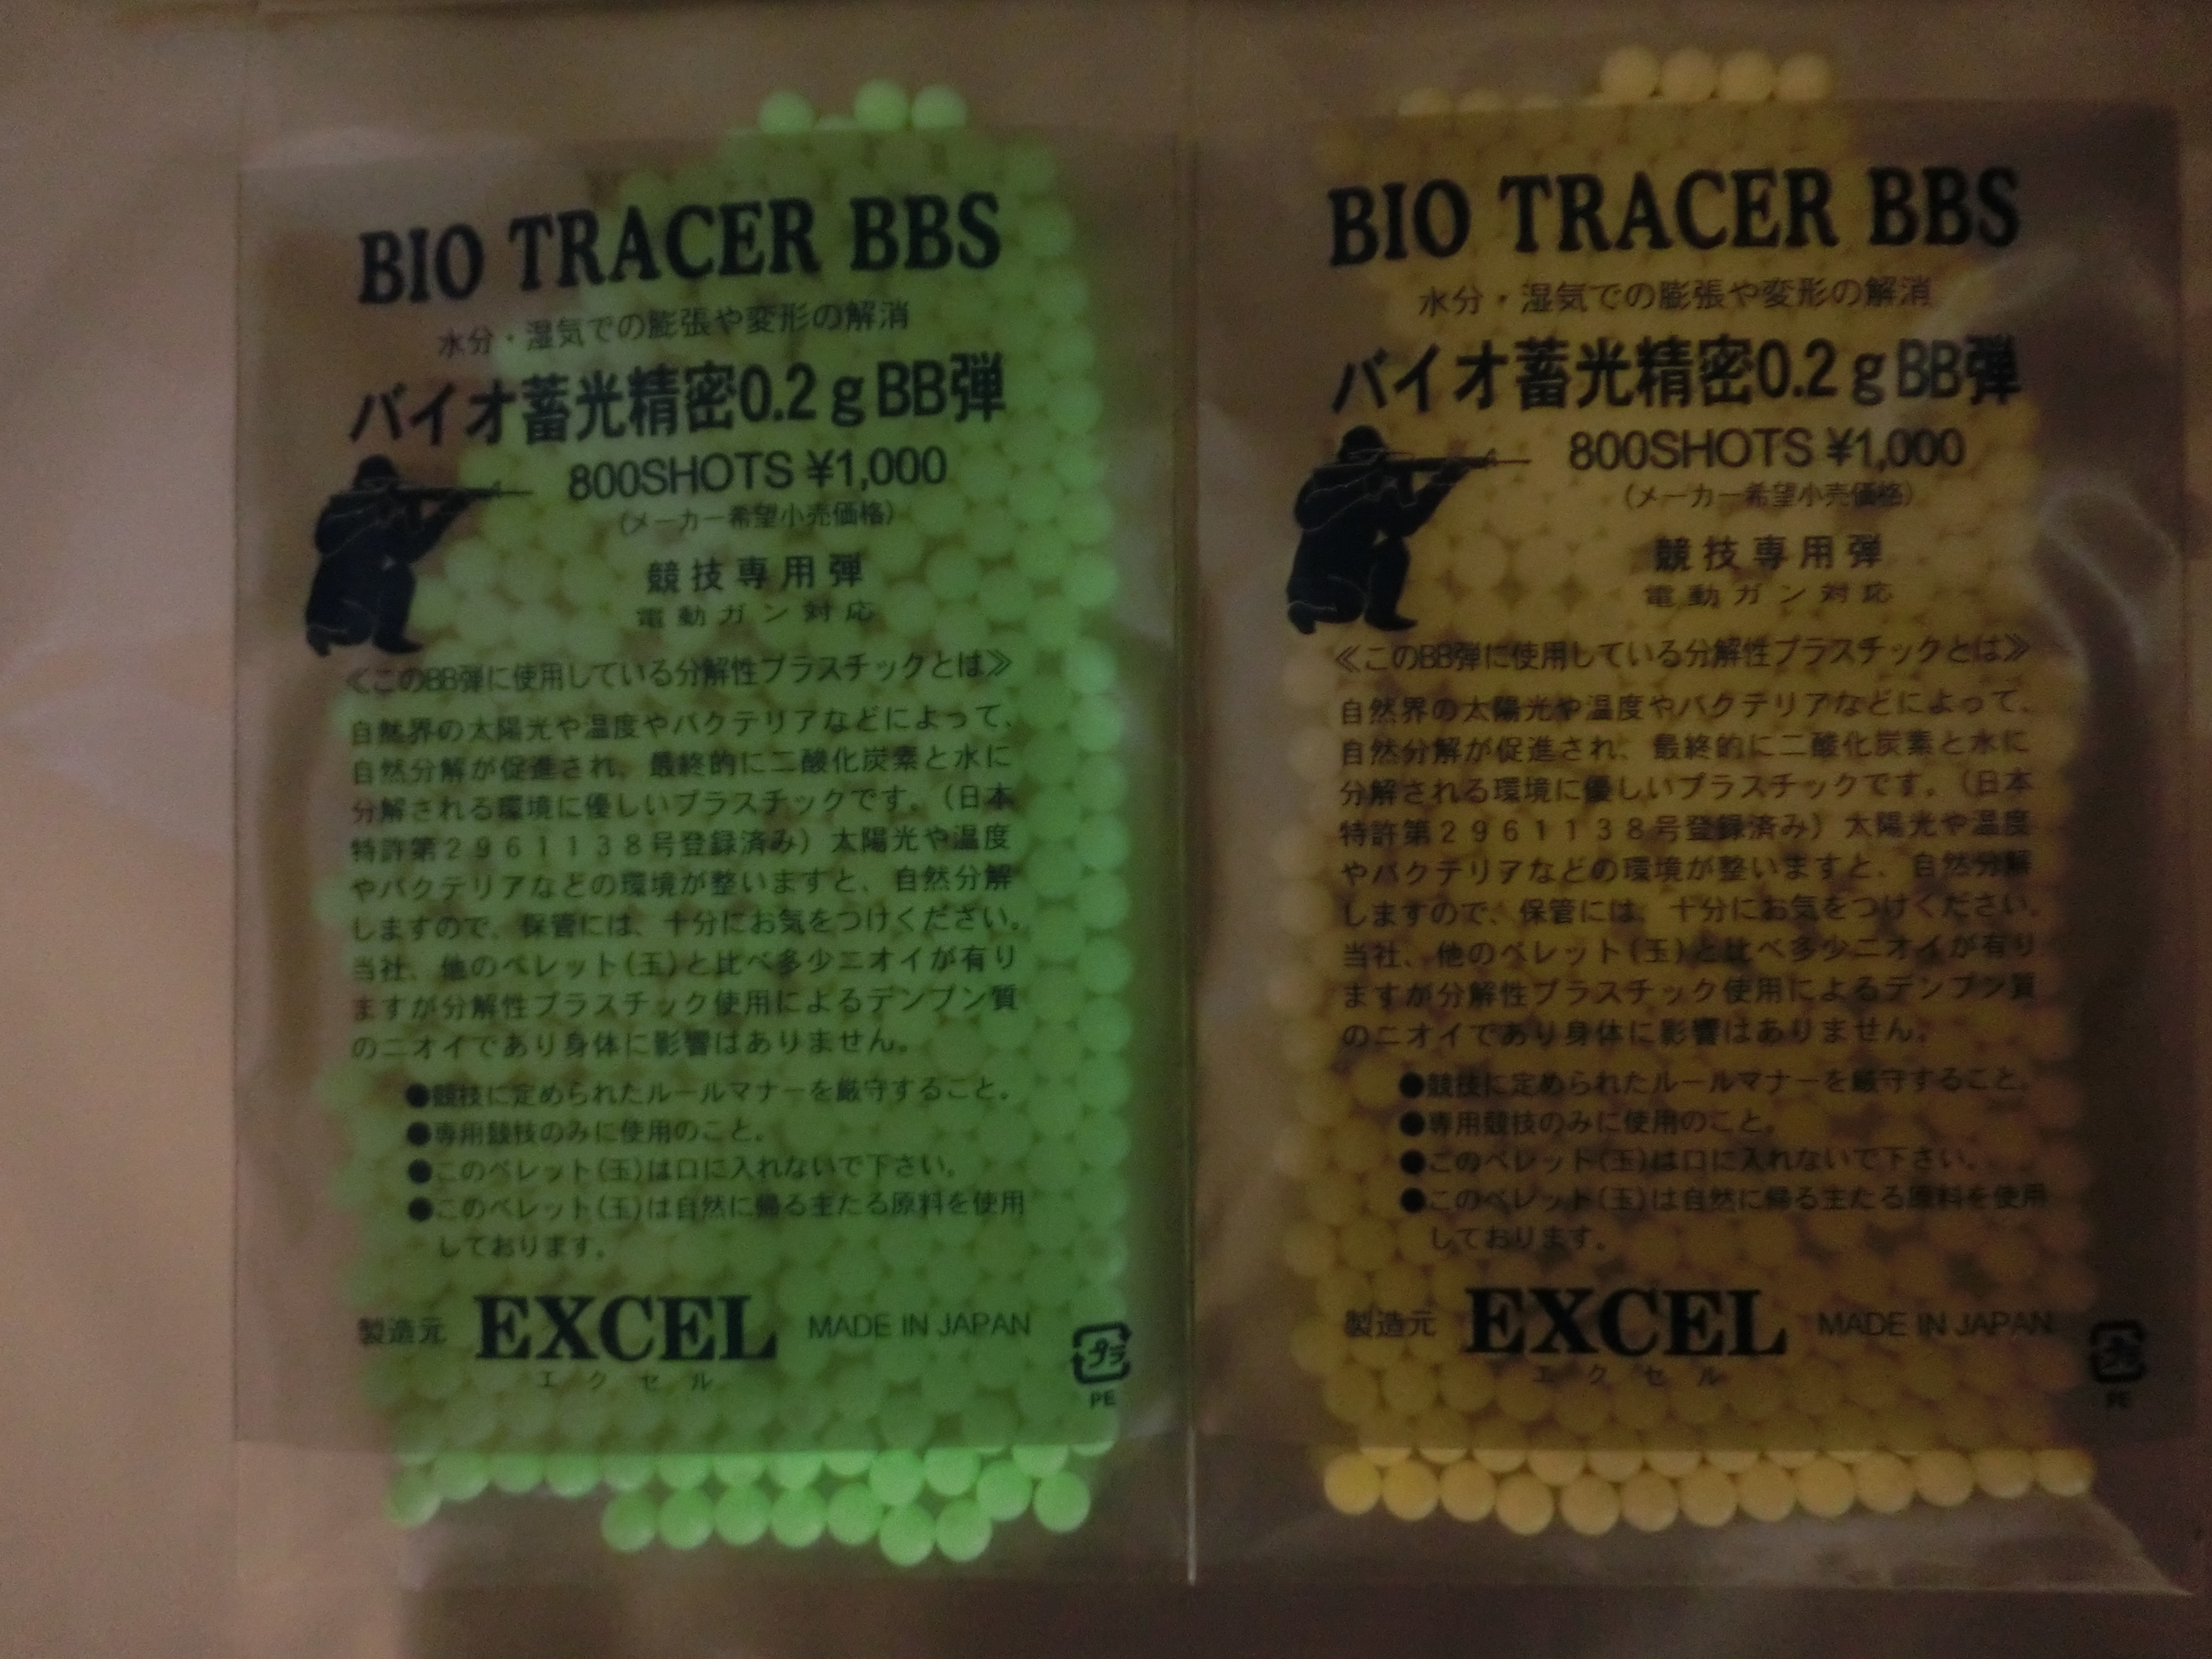 BIO TRACER BBS
水分・湿気での膨張や変形の解消
バイオ蓄光精密0.2gBB弾
800SHOTS ¥1,000
(メーカー希望小売価格)
競技専用弾
電動ガン対応
≪このBB弾に使用している分解性プラスチックとは≫
自然界の太陽光や温度やバクテリアなどによって、
自然分解が促進され、最終的に二酸化炭素と水に
分解される環境に優しいプラスチックです。(日本
特許第2961138号登録済み)太陽光や温度
やバクテリアなどの環境が整いますと、自然分解
しますので、保管には、十分にお気をつけください。
当社、他のペレット(玉)と比べ多少ニオイが有り
ますが分解性プラスチック使用によるデンプン質
のニオイであり身体に影響はありません。
●競技に定められたルールマナーを厳守すること。
●専用競技のみに使用のこと。
●このペレット(玉)は口に入れないで下さい。
●このペレット(玉)は自然に帰る主たる原料を使用
しております。
製造元 EXCEL MADE IN JAPAN
エクセル
プラ
PE
BIO TRACER BBS
水分・湿気での膨張や変形の解消
バイオ蓄光精密0.2gBB弾
800SHOTS ¥1,000
(メーカー希望小売価格)
競技専用弾
電動ガン対応
≪このBB弾に使用している分解性プラスチックとは≫
自然界の太陽光や温度やバクテリアなどによって、
自然分解が促進され、最終的に二酸化炭素と水に
分解される環境に優しいプラスチックです。(日本
特許第2961138号登録済み)太陽光や温度
やバクテリアなどの環境が整いますと、自然分解
しますので、保管には、十分にお気をつけください。
当社、他のペレット(玉)と比べ多少ニオイが有り
ますが分解性プラスチック使用によるデンプン質
のニオイであり身体に影響はありません。
●競技に定められたルールマナーを厳守すること。
●専用競技のみに使用のこと。
●このペレット(玉)は口に入れないで下さい。
●このペレット(玉)は自然に帰る主たる原料を使用
しております。
製造元 EXCEL MADE IN JAPAN
エクセル
プラ
PE